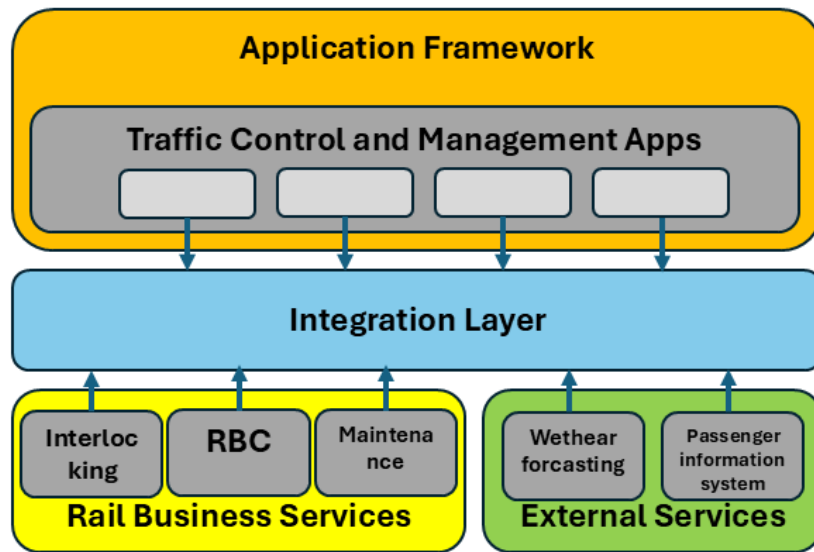 Application Framework
Traffic Control and Management Apps
Integration Layer
Interloc
king
RBC
Maintena
nce
Rail Business Services
Wethear
forcasting
Passenger
information
system
External Services